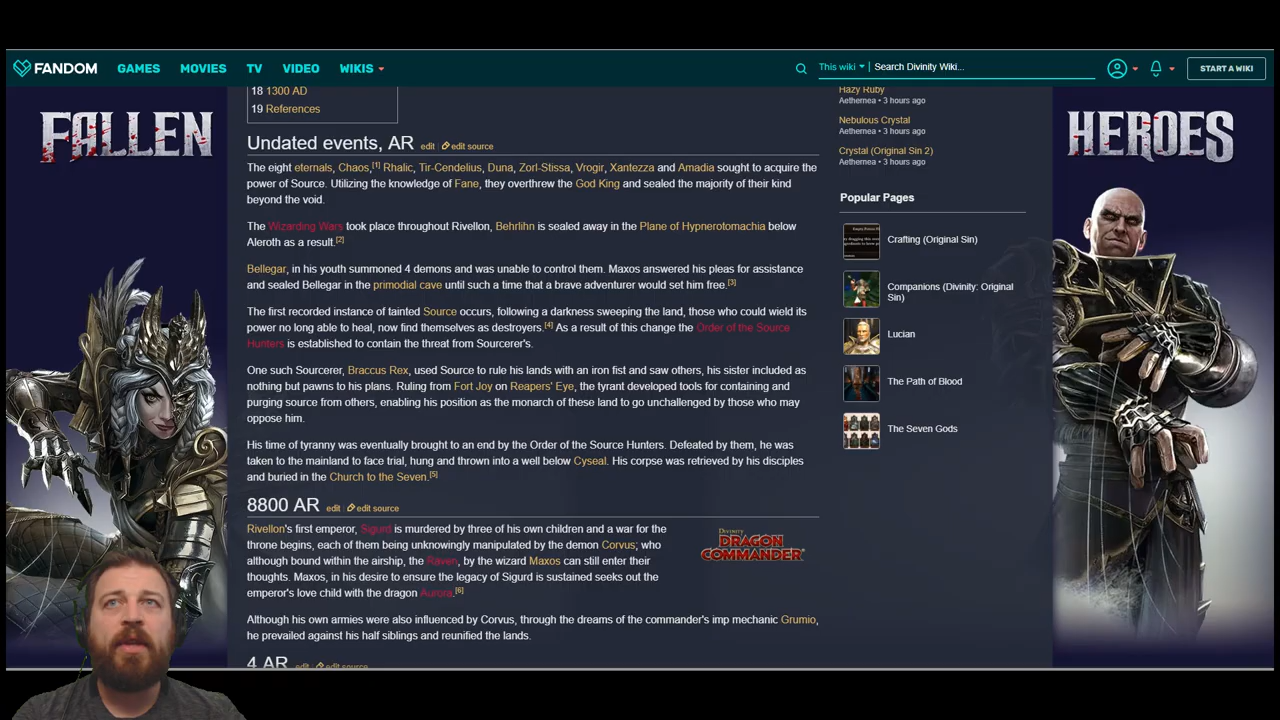 FANDOM GAMES MOVIES TV VIDEO WIKIS This wiki Search Divinity Wiki... START A WIKI
FALLEN
HEROES
18 1300 AD
19 References
Undated events, AR edit edit source
The eight eternals, Chaos,[1] Rhalic, Tir-Cendelius, Duna, Zorl-Stissa, Vrogir, Xantezza and Amadia sought to acquire the
power of Source. Utilizing the knowledge of Fane, they overthrew the God King and sealed the majority of their kind
beyond the void.
The Wizarding Wars took place throughout Rivellon, Behrlihn is sealed away in the Plane of Hypnerotomachia below
Aleroth as a result.[2]
Bellegar, in his youth summoned 4 demons and was unable to control them. Maxos answered his pleas for assistance
and sealed Bellegar in the primodial cave until such a time that a brave adventurer would set him free.[3]
The first recorded instance of tainted Source occurs, following a darkness sweeping the land, those who could wield its
power no long able to heal, now find themselves as destroyers.[4] As a result of this change the Order of the Source
Hunters is established to contain the threat from Sourcerer's.
One such Sourcerer, Braccus Rex, used Source to rule his lands with an iron fist and saw others, his sister included as
nothing but pawns to his plans. Ruling from Fort Joy on Reapers' Eye, the tyrant developed tools for containing and
purging source from others, enabling his position as the monarch of these land to go unchallenged by those who may
oppose him.
His time of tyranny was eventually brought to an end by the Order of the Source Hunters. Defeated by them, he was
taken to the mainland to face trial, hung and thrown into a well below Cyseal. His corpse was retrieved by his disciples
and buried in the Church to the Seven.[5]
8800 AR edit edit source
Rivellon's first emperor, Sigurd is murdered by three of his own children and a war for the
throne begins, each of them being unknowingly manipulated by the demon Corvus; who
although bound within the airship, the Raven, by the wizard Maxos can still enter their
thoughts. Maxos, in his desire to ensure the legacy of Sigurd is sustained seeks out the
emperor's love child with the dragon Aurora.[6]
Divinity
DRAGON
COMMANDER
Although his own armies were also influenced by Corvus, through the dreams of the commander's imp mechanic Grumio,
he prevailed against his half siblings and reunified the lands.
4 AR edit edit source
Hazy Ruby
Aethernea • 3 hours ago
Nebulous Crystal
Aethernea • 3 hours ago
Crystal (Original Sin 2)
Aethernea • 3 hours ago
Popular Pages
Crafting (Original Sin)
Companions (Divinity: Original
Sin)
Lucian
The Path of Blood
The Seven Gods